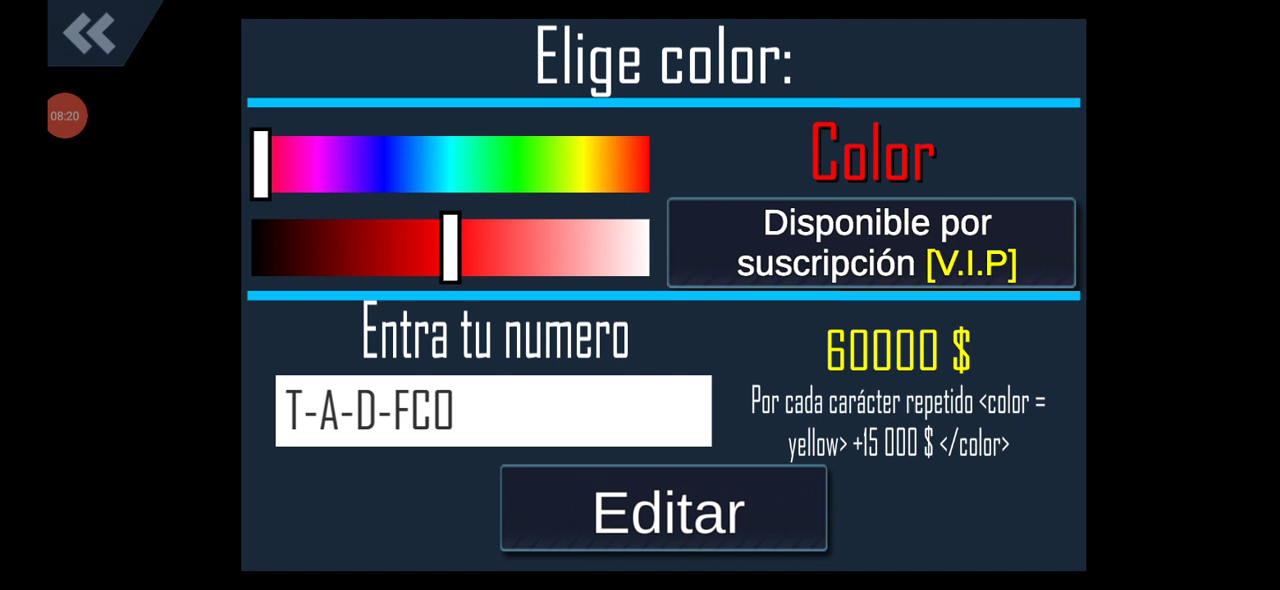 Elige color:
08:20
Color
Disponible por
suscripción [V.I.P]
Entra tu numero
T-A-D-FCO
60000 $
Por cada carácter repetido <color =
yellow> +15 000 $ </color>
Editar